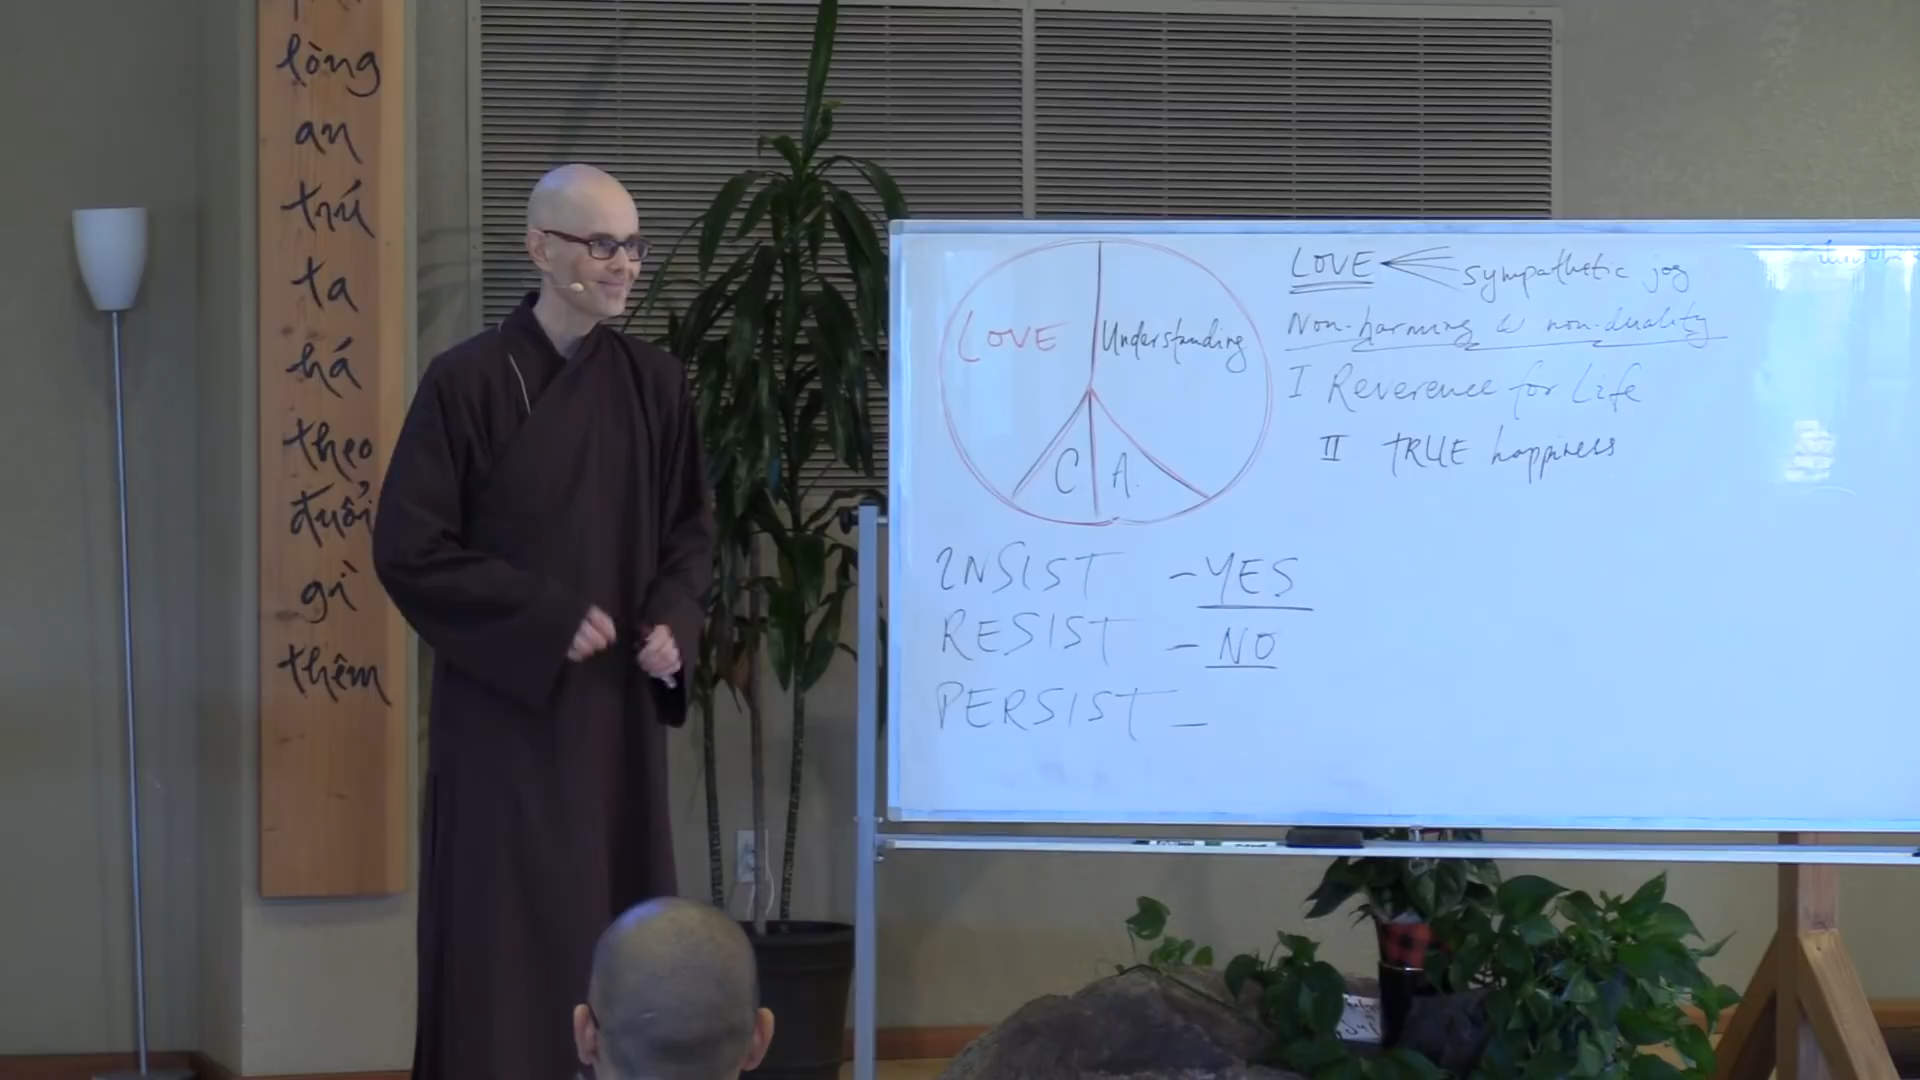 lòng
an
trú
ta
há
theo
đuổi
gì
thêm
LOVE
Understanding
C
A.
INSIST - YES
RESIST - NO
PERSIST -
LOVE
sympathetic joy
Non-harming & non-duality
I Reverence for Life
II TRUE happiness